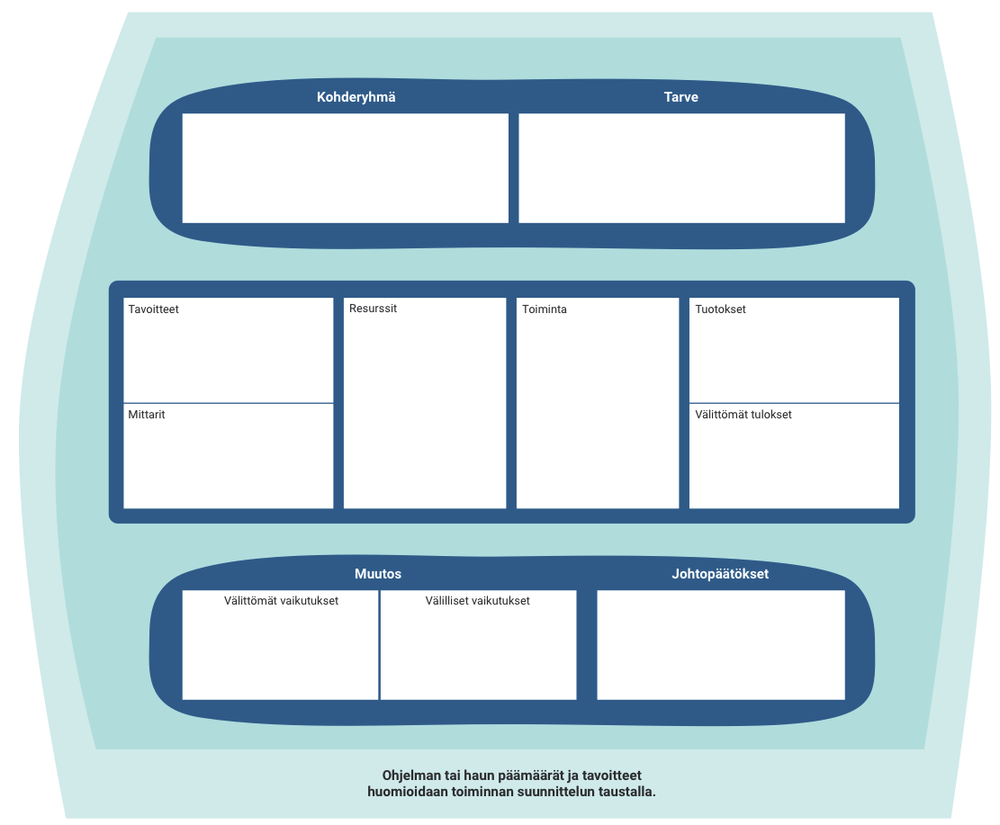 Kohderyhmä
Tarve
Tavoitteet
Resurssit
Toiminta
Tuotokset
Mittarit
Välittömät tulokset
Muutos
Johtopäätökset
Välittömät vaikutukset
Välilliset vaikutukset
Ohjelman tai haun päämäärät ja tavoitteet
huomioidaan toiminnan suunnittelun taustalla.